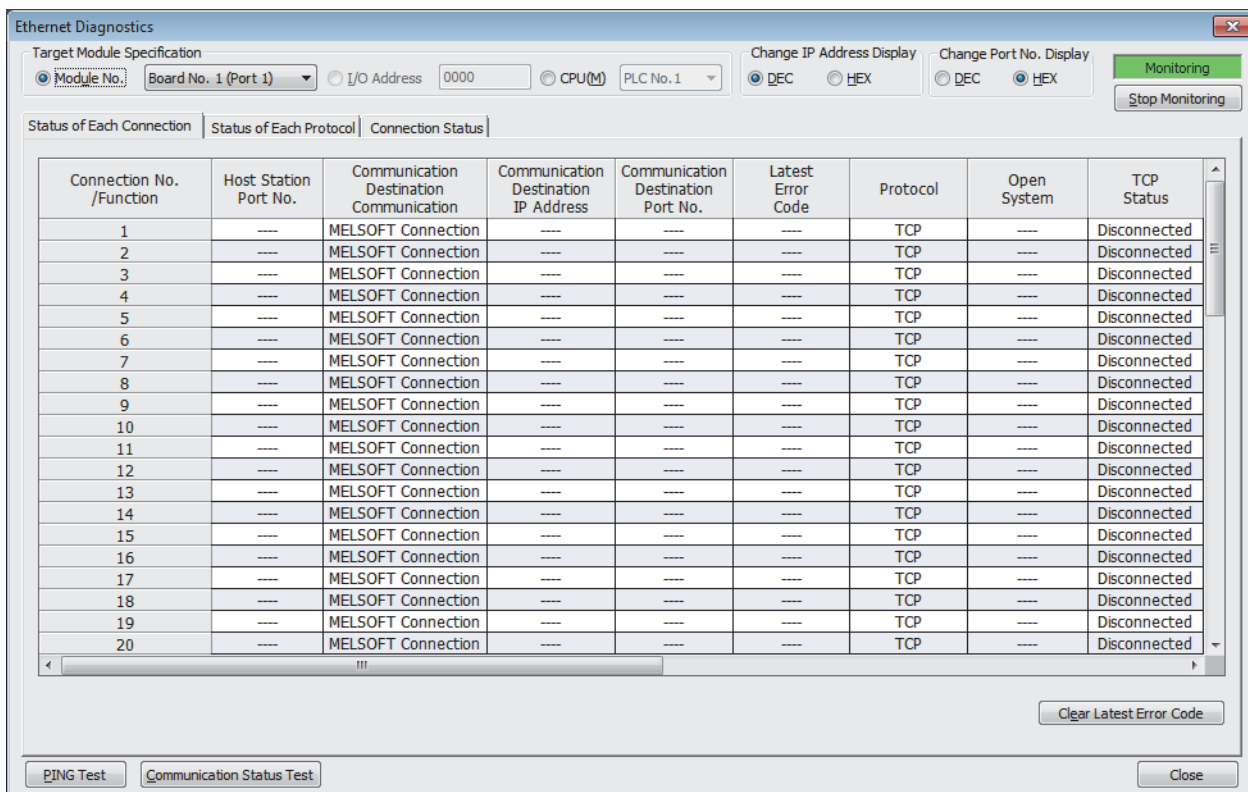 Ethernet Diagnostics
Target Module Specification
Module No. Board No. 1 (Port 1) I/O Address 0000 CPU(M) PLC No.1
Change IP Address Display
DEC HEX
Change Port No. Display
DEC HEX
Monitoring
Stop Monitoring
Status of Each Connection Status of Each Protocol Connection Status
Connection No. /Function Host Station Port No. Communication Destination Communication Communication Destination IP Address Communication Destination Port No. Latest Error Code Protocol Open System TCP Status
1 ---- MELSOFT Connection ---- ---- ---- TCP ---- Disconnected
2 ---- MELSOFT Connection ---- ---- ---- TCP ---- Disconnected
3 ---- MELSOFT Connection ---- ---- ---- TCP ---- Disconnected
4 ---- MELSOFT Connection ---- ---- ---- TCP ---- Disconnected
5 ---- MELSOFT Connection ---- ---- ---- TCP ---- Disconnected
6 ---- MELSOFT Connection ---- ---- ---- TCP ---- Disconnected
7 ---- MELSOFT Connection ---- ---- ---- TCP ---- Disconnected
8 ---- MELSOFT Connection ---- ---- ---- TCP ---- Disconnected
9 ---- MELSOFT Connection ---- ---- ---- TCP ---- Disconnected
10 ---- MELSOFT Connection ---- ---- ---- TCP ---- Disconnected
11 ---- MELSOFT Connection ---- ---- ---- TCP ---- Disconnected
12 ---- MELSOFT Connection ---- ---- ---- TCP ---- Disconnected
13 ---- MELSOFT Connection ---- ---- ---- TCP ---- Disconnected
14 ---- MELSOFT Connection ---- ---- ---- TCP ---- Disconnected
15 ---- MELSOFT Connection ---- ---- ---- TCP ---- Disconnected
16 ---- MELSOFT Connection ---- ---- ---- TCP ---- Disconnected
17 ---- MELSOFT Connection ---- ---- ---- TCP ---- Disconnected
18 ---- MELSOFT Connection ---- ---- ---- TCP ---- Disconnected
19 ---- MELSOFT Connection ---- ---- ---- TCP ---- Disconnected
20 ---- MELSOFT Connection ---- ---- ---- TCP ---- Disconnected
Clear Latest Error Code
PING Test Communication Status Test Close